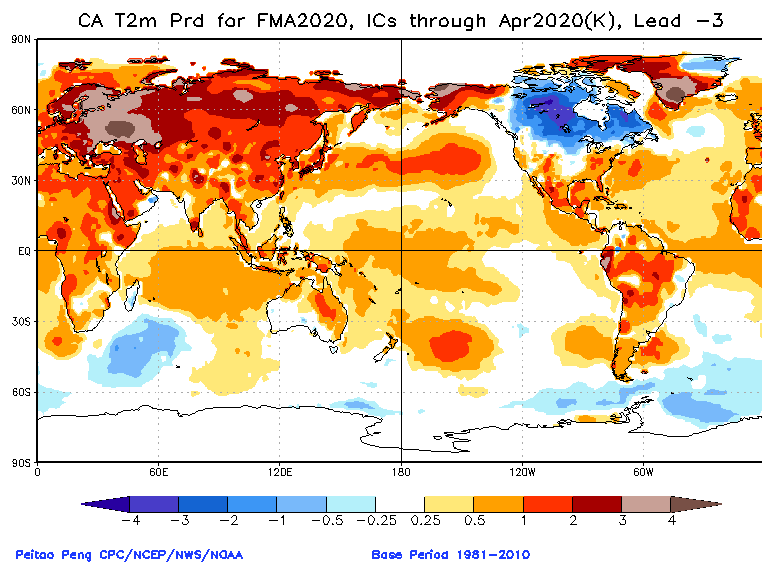 CA T2m Prd for FMA2020, ICs through Apr2020(K), Lead −3
90N
60N
30N
EQ
30S
60S
90S
0 60E 120E 180 120W 60W
−4 −3 −2 −1 −0.5 −0.25 0.25 0.5 1 2 3 4
Peitao Peng CPC/NCEP/NWS/NOAA Base Period 1981−2010